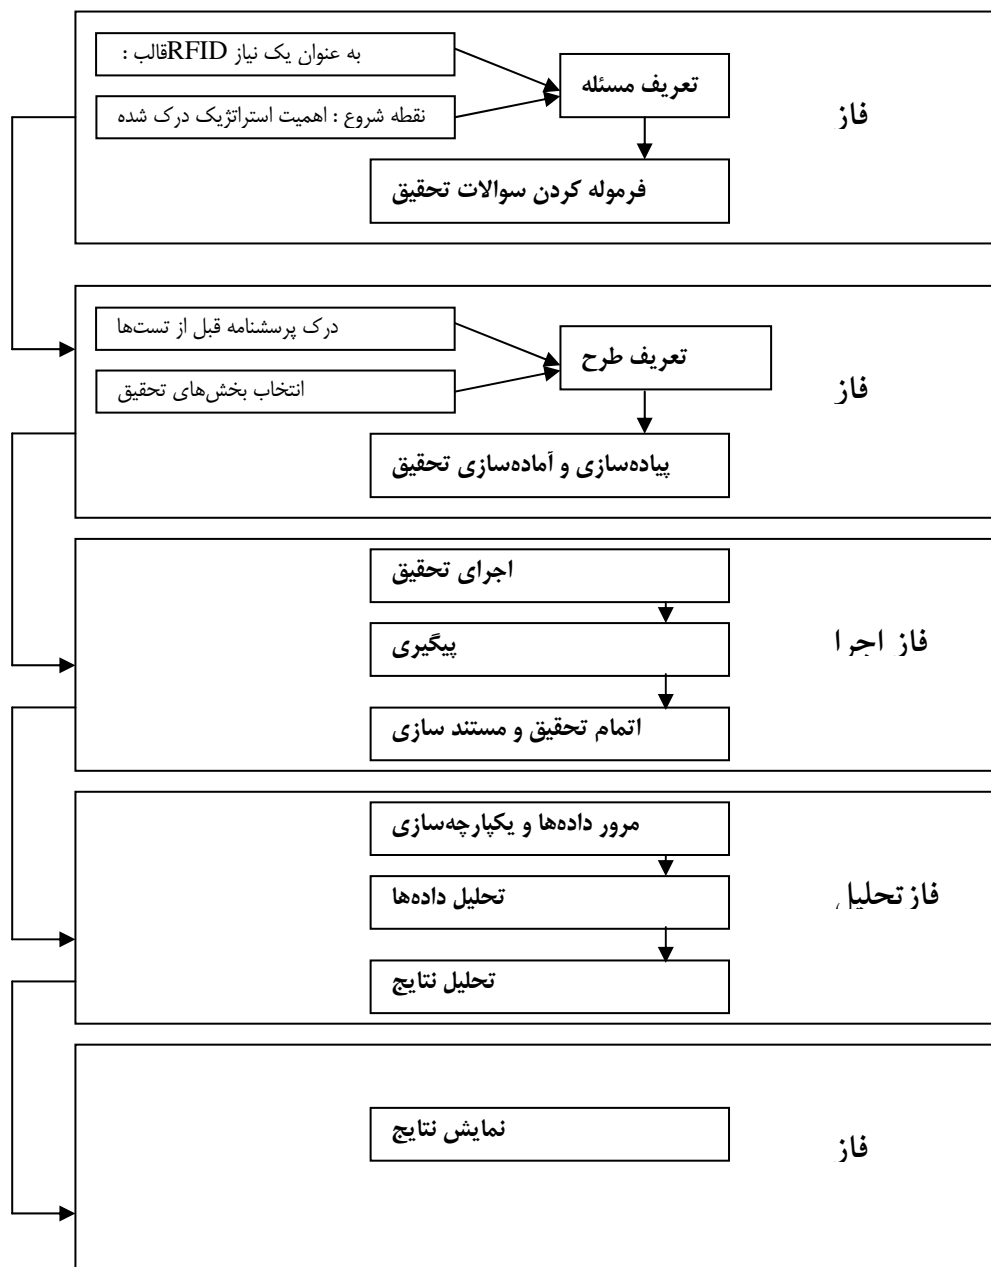 به عنوان یک نیاز RFIDقالب :
تعریف مسئله
نقطه شروع : اهمیت استراتژیک درک شده
فاز
فرموله کردن سوالات تحقیق
درک پرسشنامه قبل از تست‌ها
تعریف طرح
انتخاب بخش‌های تحقیق
فاز
پیاده‌سازی و آماده‌سازی تحقیق
اجرای تحقیق
پیگیری
فاز اجرا
اتمام تحقیق و مستند سازی
مرور داده‌ها و یکپارچه‌سازی
تحلیل داده‌ها
فاز تحلیل
تحلیل نتایج
نمایش نتایج
فاز